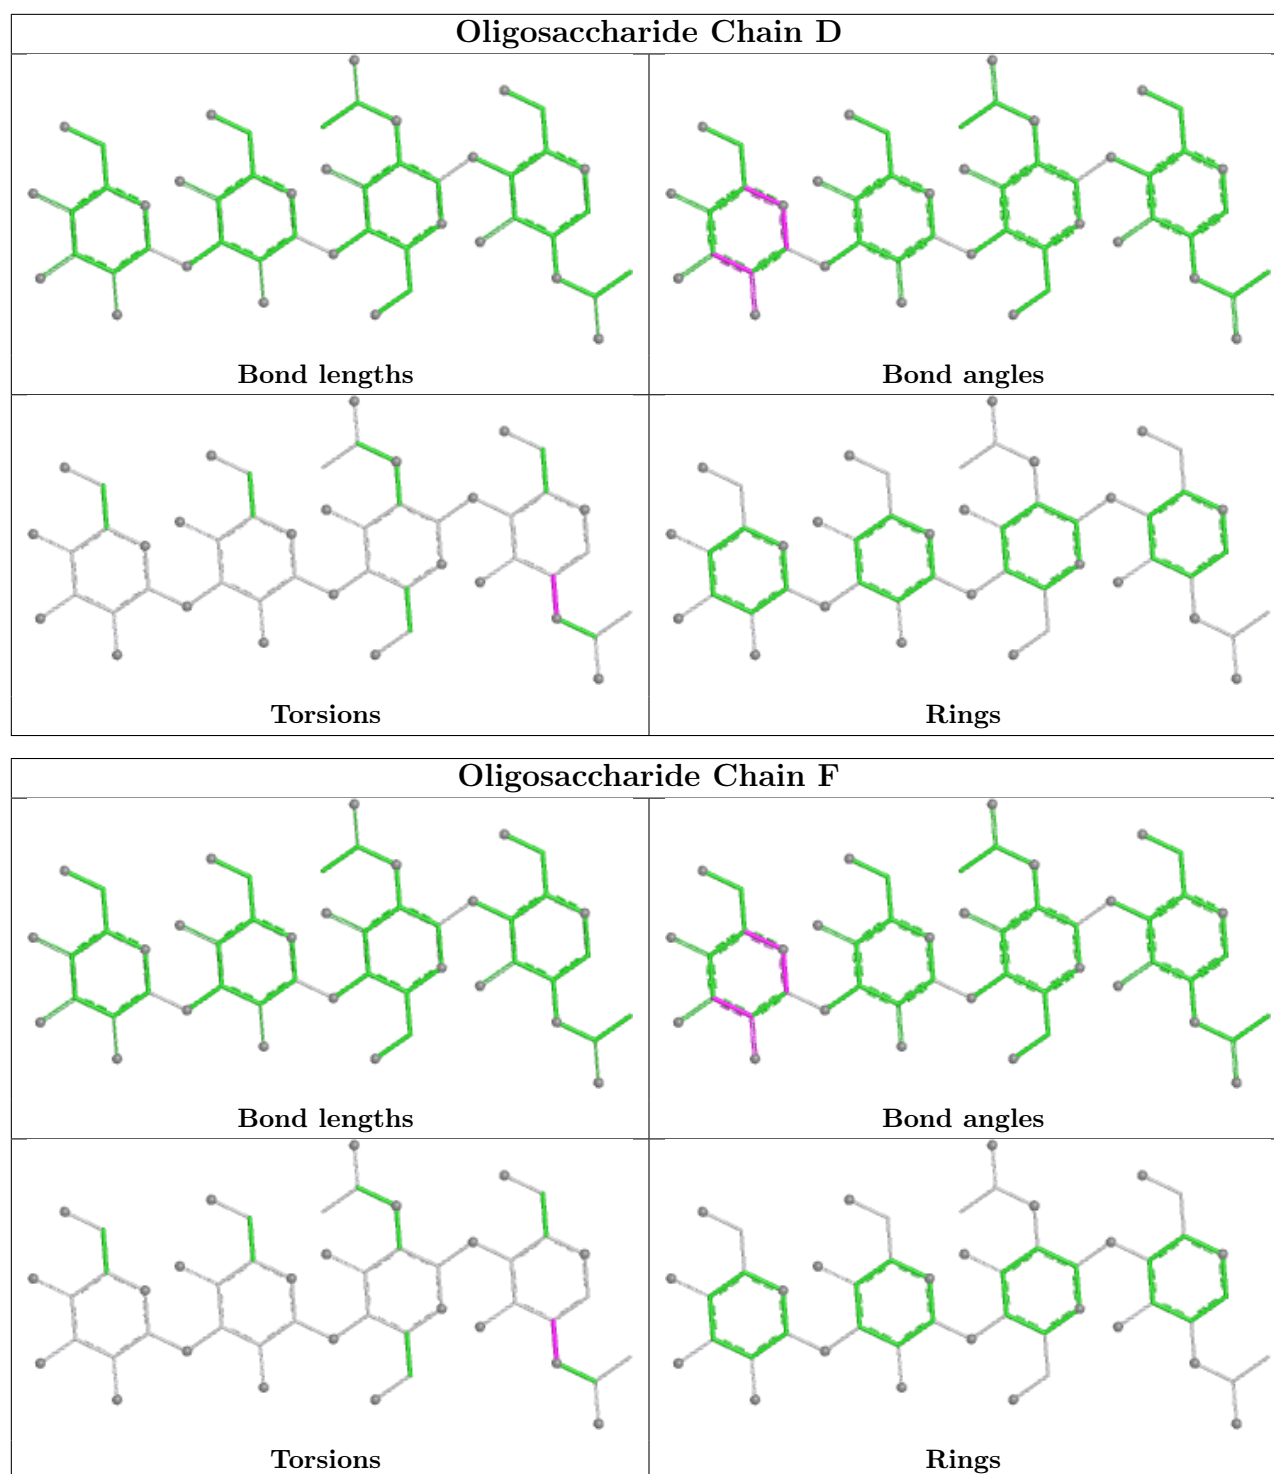 Oligosaccharide Chain D
Bond lengths
Bond angles
Torsions
Rings
Oligosaccharide Chain F
Bond lengths
Bond angles
Torsions
Rings